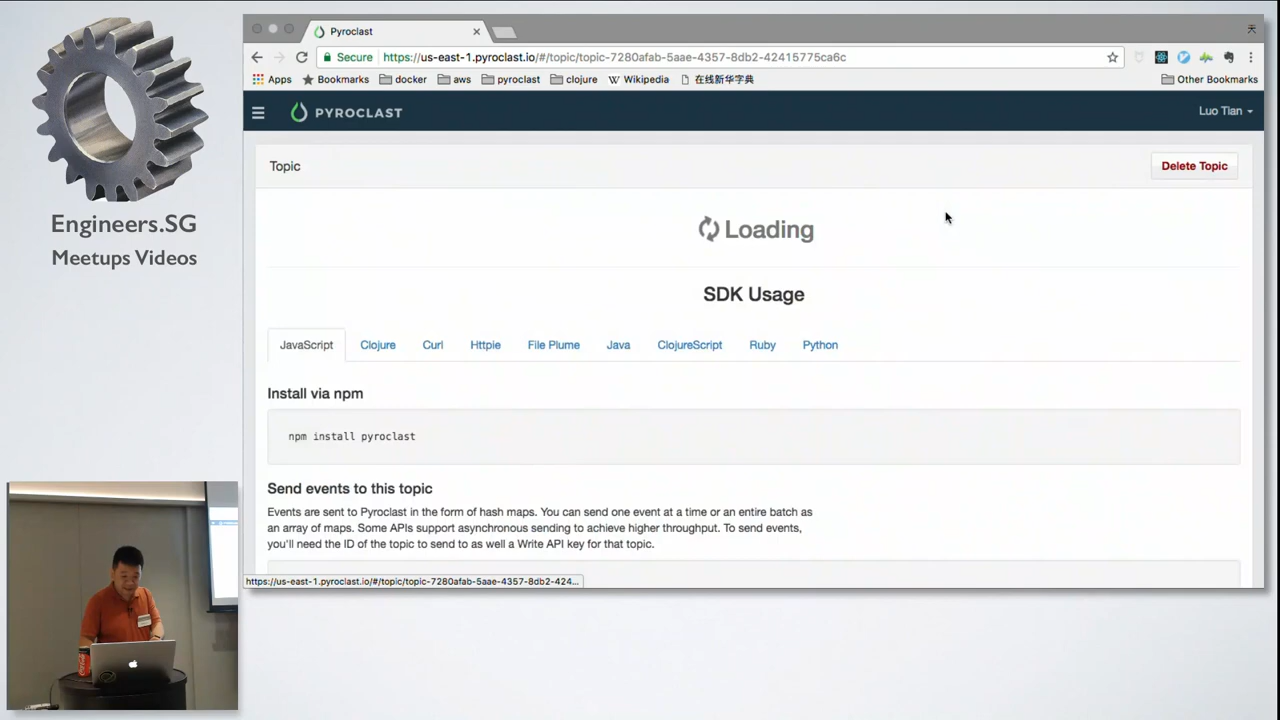 Engineers.SG
Meetups Videos
Pyroclast
天
Secure https://us-east-1.pyroclast.io/#/topic/topic-7280afab-5aae-4357-8db2-42415775ca6c
Apps Bookmarks docker aws pyroclast clojure Wikipedia 在线新华字典 Other Bookmarks
PYROCLAST
Luo Tian
Topic
Delete Topic
Loading
SDK Usage
JavaScript Clojure Curl Httpie File Plume Java ClojureScript Ruby Python
Install via npm
npm install pyroclast
Send events to this topic
Events are sent to Pyroclast in the form of hash maps. You can send one event at a time or an entire batch as
an array of maps. Some APIs support asynchronous sending to achieve higher throughput. To send events,
you'll need the ID of the topic to send to as well a Write API key for that topic.
https://us-east-1.pyroclast.io/#/topic/topic-7280afab-5aae-4357-8db2-424...